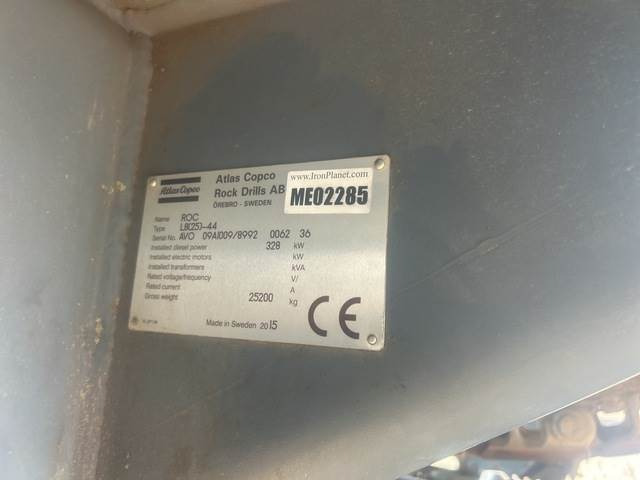 Atlas Copco
Atlas Copco
Rock Drills AB
ÖREBRO - SWEDEN
www.IronPlanet.com
ME02285
Name ROC
Type L8(25)-44
Serial No. AVO 09A1009/8992 0062 36
Installed diesel power 328 kW
Installed electric motors kW
Installed transformers kVA
Rated voltage/frequency V/
Rated current A
Gross weight 25200 kg
Made in Sweden 2015
CE